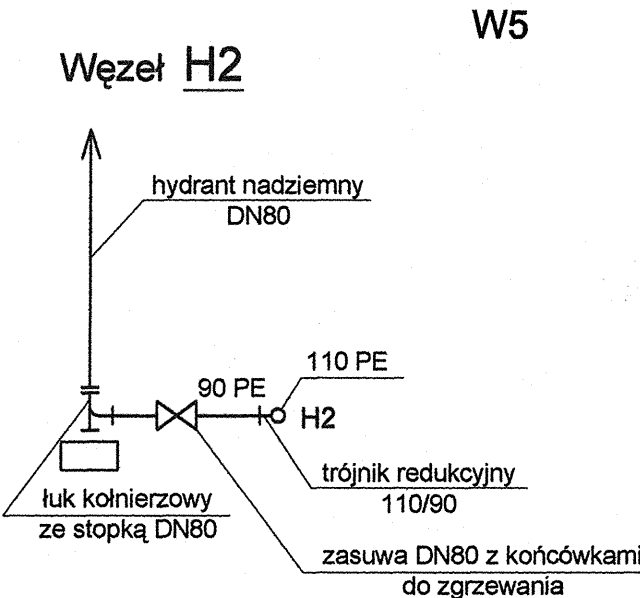 W5
Węzeł H2
hydrant nadziemny
DN80
110 PE
90 PE
H2
trójnik redukcyjny
110/90
łuk kołnierzowy
ze stopką DN80
zasuwa DN80 z końcówkami
do zgrzewania